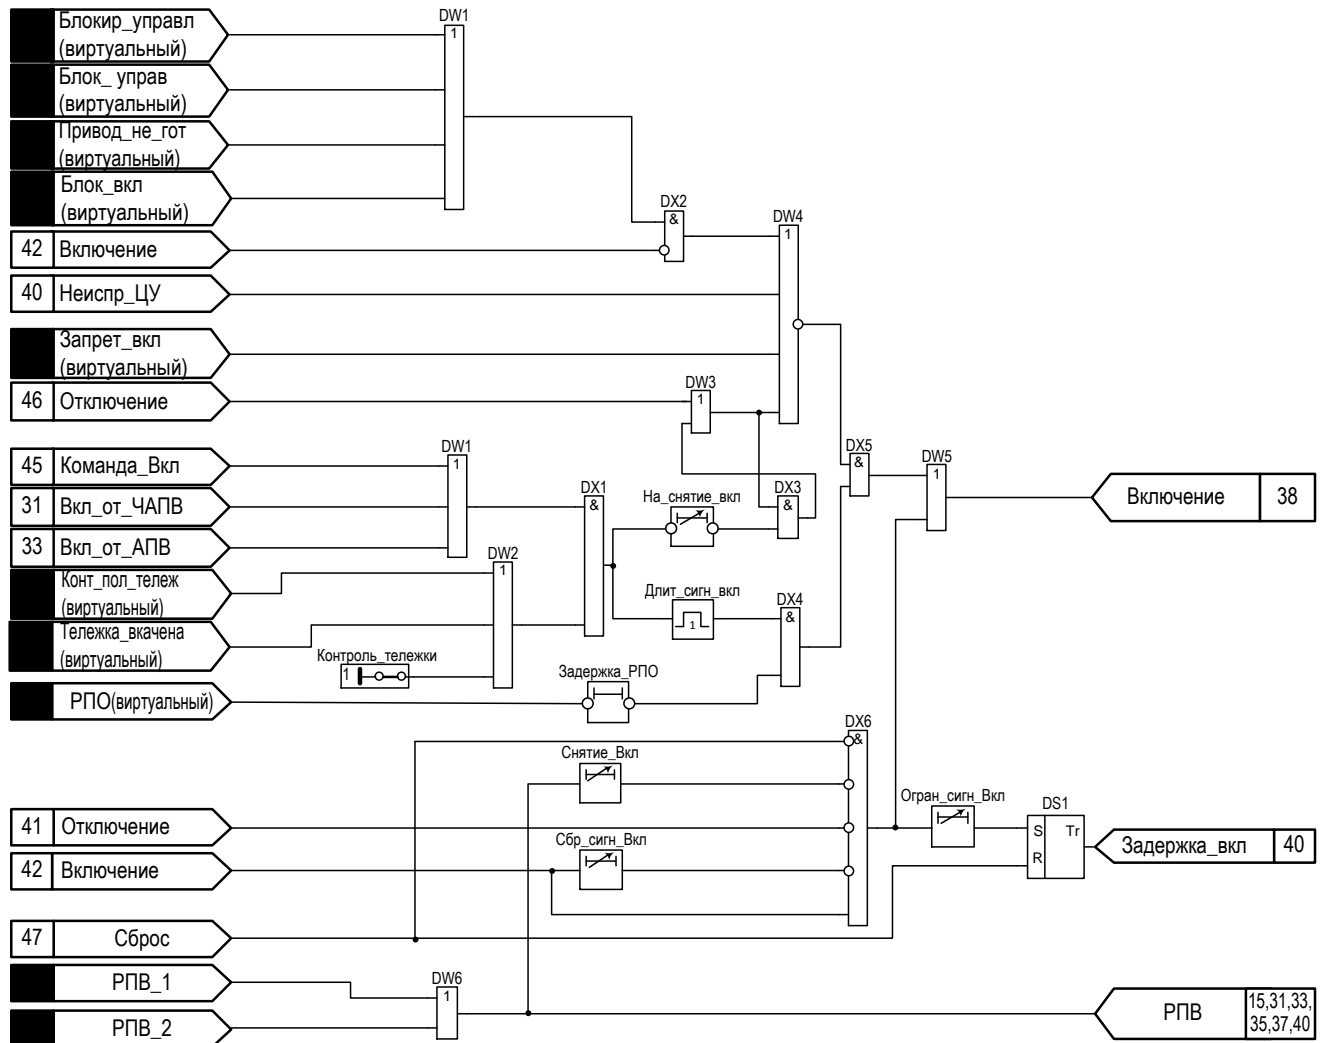 Блокир_управл
(виртуальный)
DW1
1
Блок_ управ
(виртуальный)
Привод_не_гот
(виртуальный)
Блок_вкл
(виртуальный)
DX2
&
DW4
1
42 Включение
40 Неиспр_ЦУ
Запрет_вкл
(виртуальный)
DW3
1
46 Отключение
DW1
1
DX5
&
DW5
1
45 Команда_Вкл
31 Вкл_от_ЧАПВ
DX1
&
На_снятие_вкл
DX3
&
Включение 38
33 Вкл_от_АПВ
DW2
1
Конт_пол_тележ
(виртуальный)
Длит_сигн_вкл
1
DX4
&
Тележка_вкачена
(виртуальный)
Контроль_тележки
1
Задержка_РПО
РПО(виртуальный)
DX6
&
Снятие_Вкл
Огран_сигн_Вкл
DS1
S Tr
R
41 Отключение
Сбр_сигн_Вкл
Задержка_вкл 40
42 Включение
47 Сброс
РПВ_1
DW6
1
РПВ_2
РПВ
15,31,33,
35,37,40